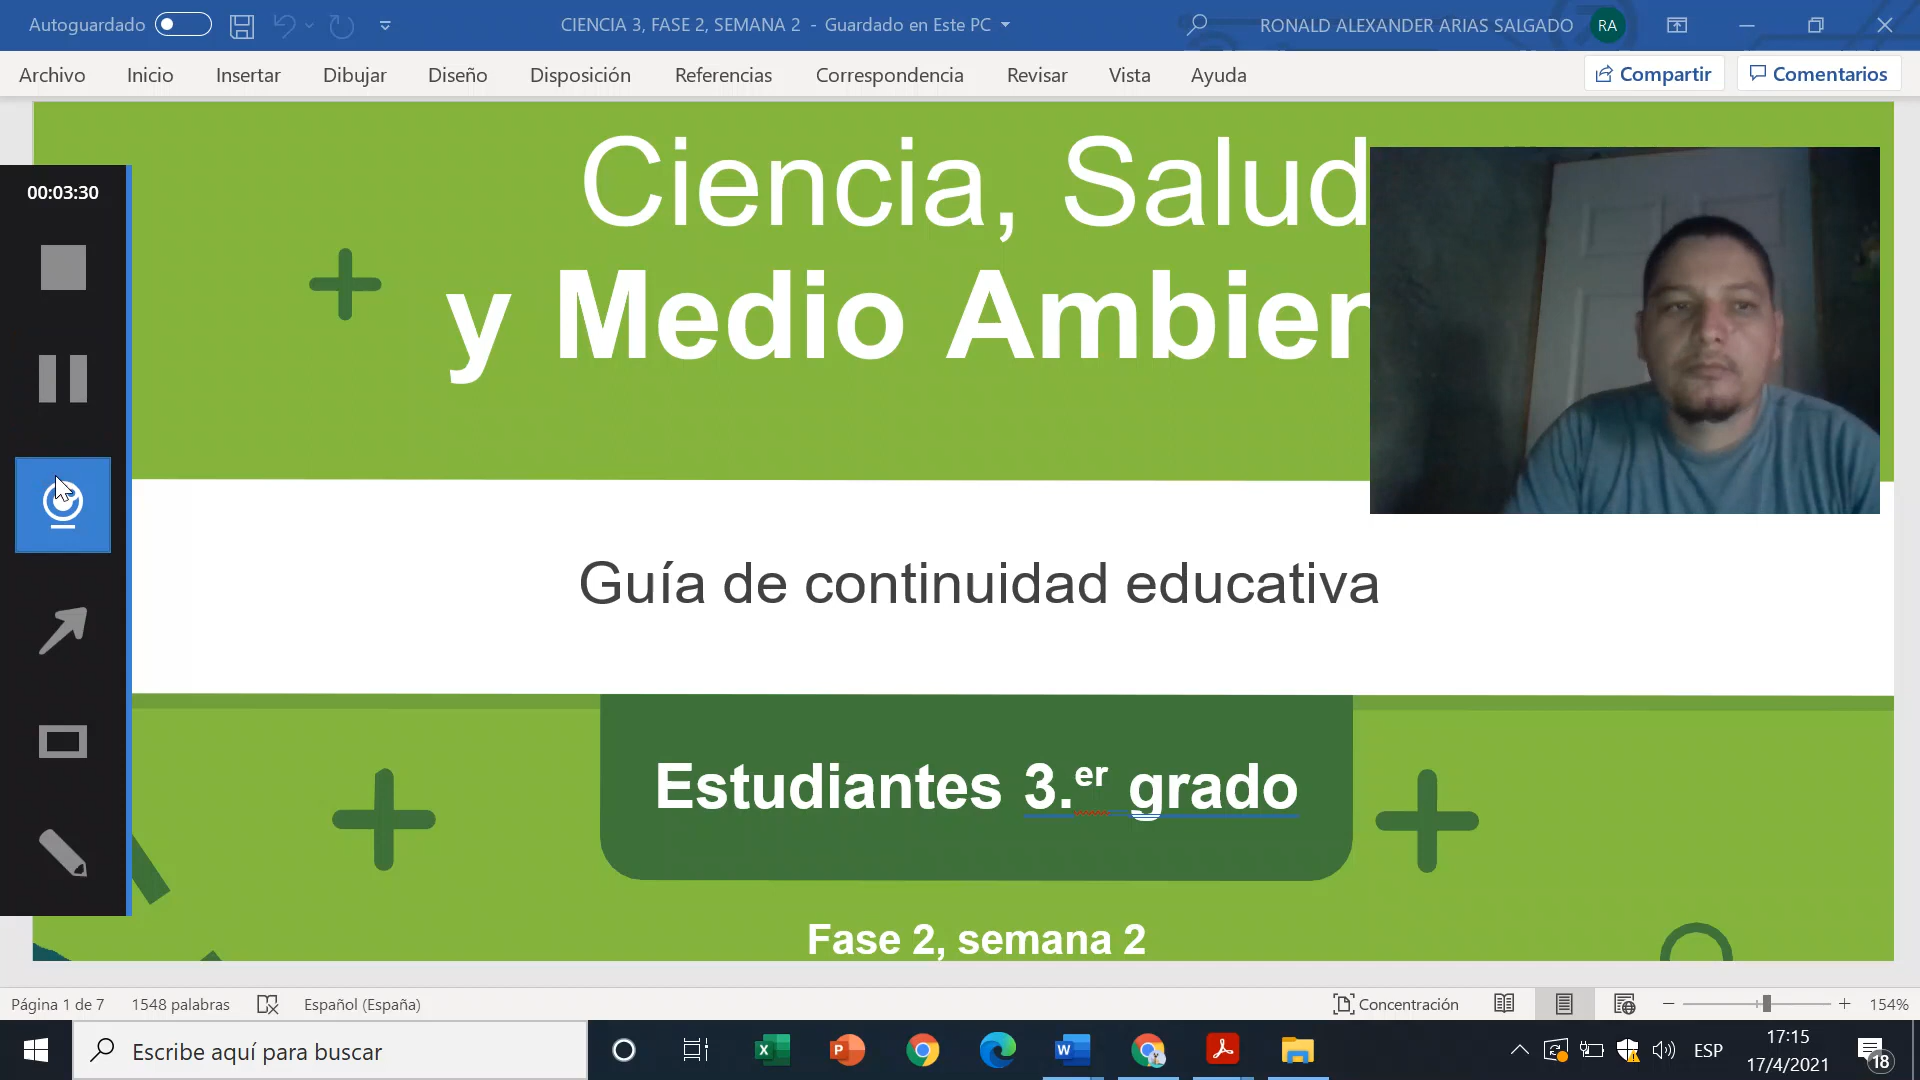 Autoguardado
CIENCIA 3, FASE 2, SEMANA 2 - Guardado en Este PC
RONALD ALEXANDER ARIAS SALGADO
RA
Archivo Inicio Insertar Dibujar Diseño Disposición Referencias Correspondencia Revisar Vista Ayuda
Compartir Comentarios
00:03:30
Ciencia, Salud
y Medio Ambien
Guía de continuidad educativa
Estudiantes 3.er grado
Fase 2, semana 2
Página 1 de 7 1548 palabras Español (España)
Concentración
154%
Escribe aquí para buscar
ESP
17:15
17/4/2021
18